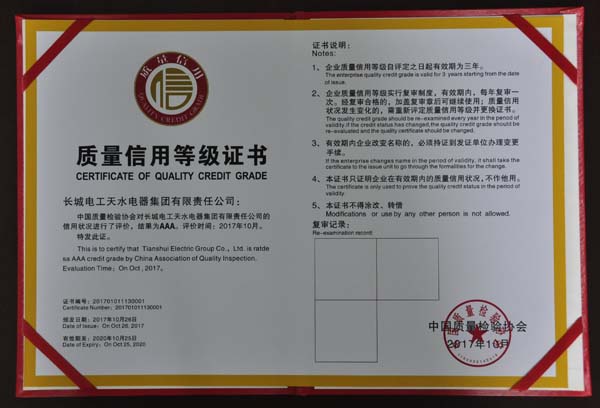 质量信用
QUALITY CREDIT GRADE
质量信用等级证书
CERTIFICATE OF QUALITY CREDIT GRADE
长城电工天水电器集团有限责任公司：
中国质量检验协会对长城电工天水电器集团有限责任公司的
信用状况进行了评价，结果为AAA。评价时间：2017年10月。
特发此证。
This is to certify that Tianshui Electric Group Co., Ltd. is ratde
sa AAA credit grade by China Association of Quality Inspection.
Evaluation Time: On Oct , 2017。
证书编号：201701011130001
Certificate Number: 201701011130001
颁发日期：2017年10月26日
Date of Issue: On Oct 26, 2017
有效期至：2020年10月25日
Date of Expiry: On Oct 25, 2020
证书说明：
Notes:
1、企业质量信用等级自评定之日起有效期为三年。
The enterprise quality credit grade is valid for 3 years starting from the date
of issue.
2、企业质量信用等级实行复审制度，有效期内，每年复审一
次。经复审合格的，加盖复审章后可继续使用；质量信用
状况发生变化的，需重新评定质量信用等级并更换证书。
The quality credit grade should be re-examined every year in the period of
validity.if the credit status has changed,the quality credit grade should be
re-evaluated and the quality certificate should be changed.
3、有效期内企业改变名称的，必须持证到发证单位办理变更
手续。
If the enterprise changes name in the period of validity, it shall take the
certificate to the issue unit to go through the formalities for the change.
4、本证书只证明企业在有效期内的质量信用状况，不作他用。
The certificate is only used to prove the quality credit status in the period of
validity.
5、本证书不得涂改、转借
Modifications or use by any other person is not allowed.
复审记录：
Re-examination record:
中国质量检验协会
2017年10月